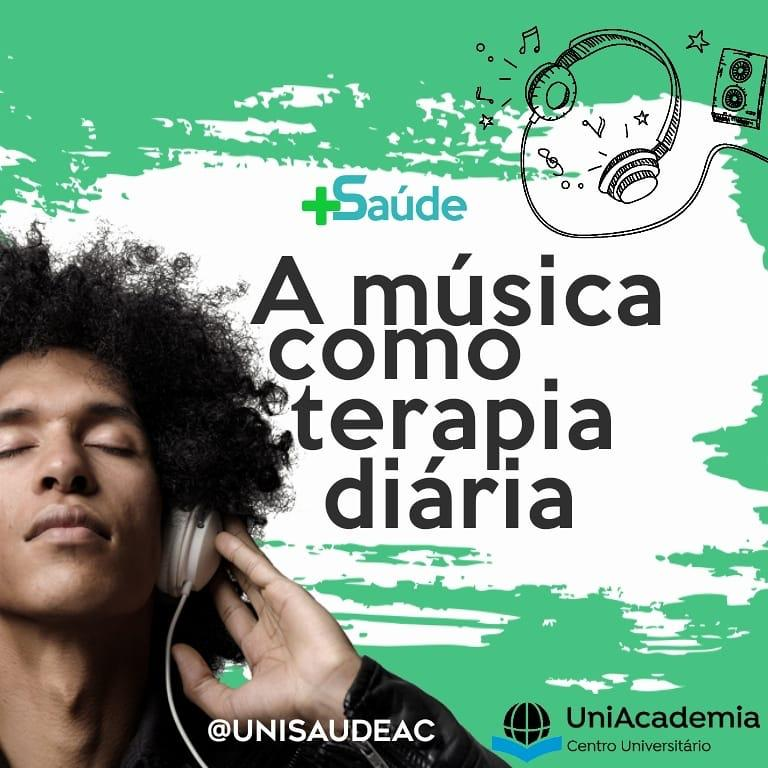 +Saúde
A música
como
terapia
diária
@UNISAUDEAC
UniAcademia
Centro Universitário